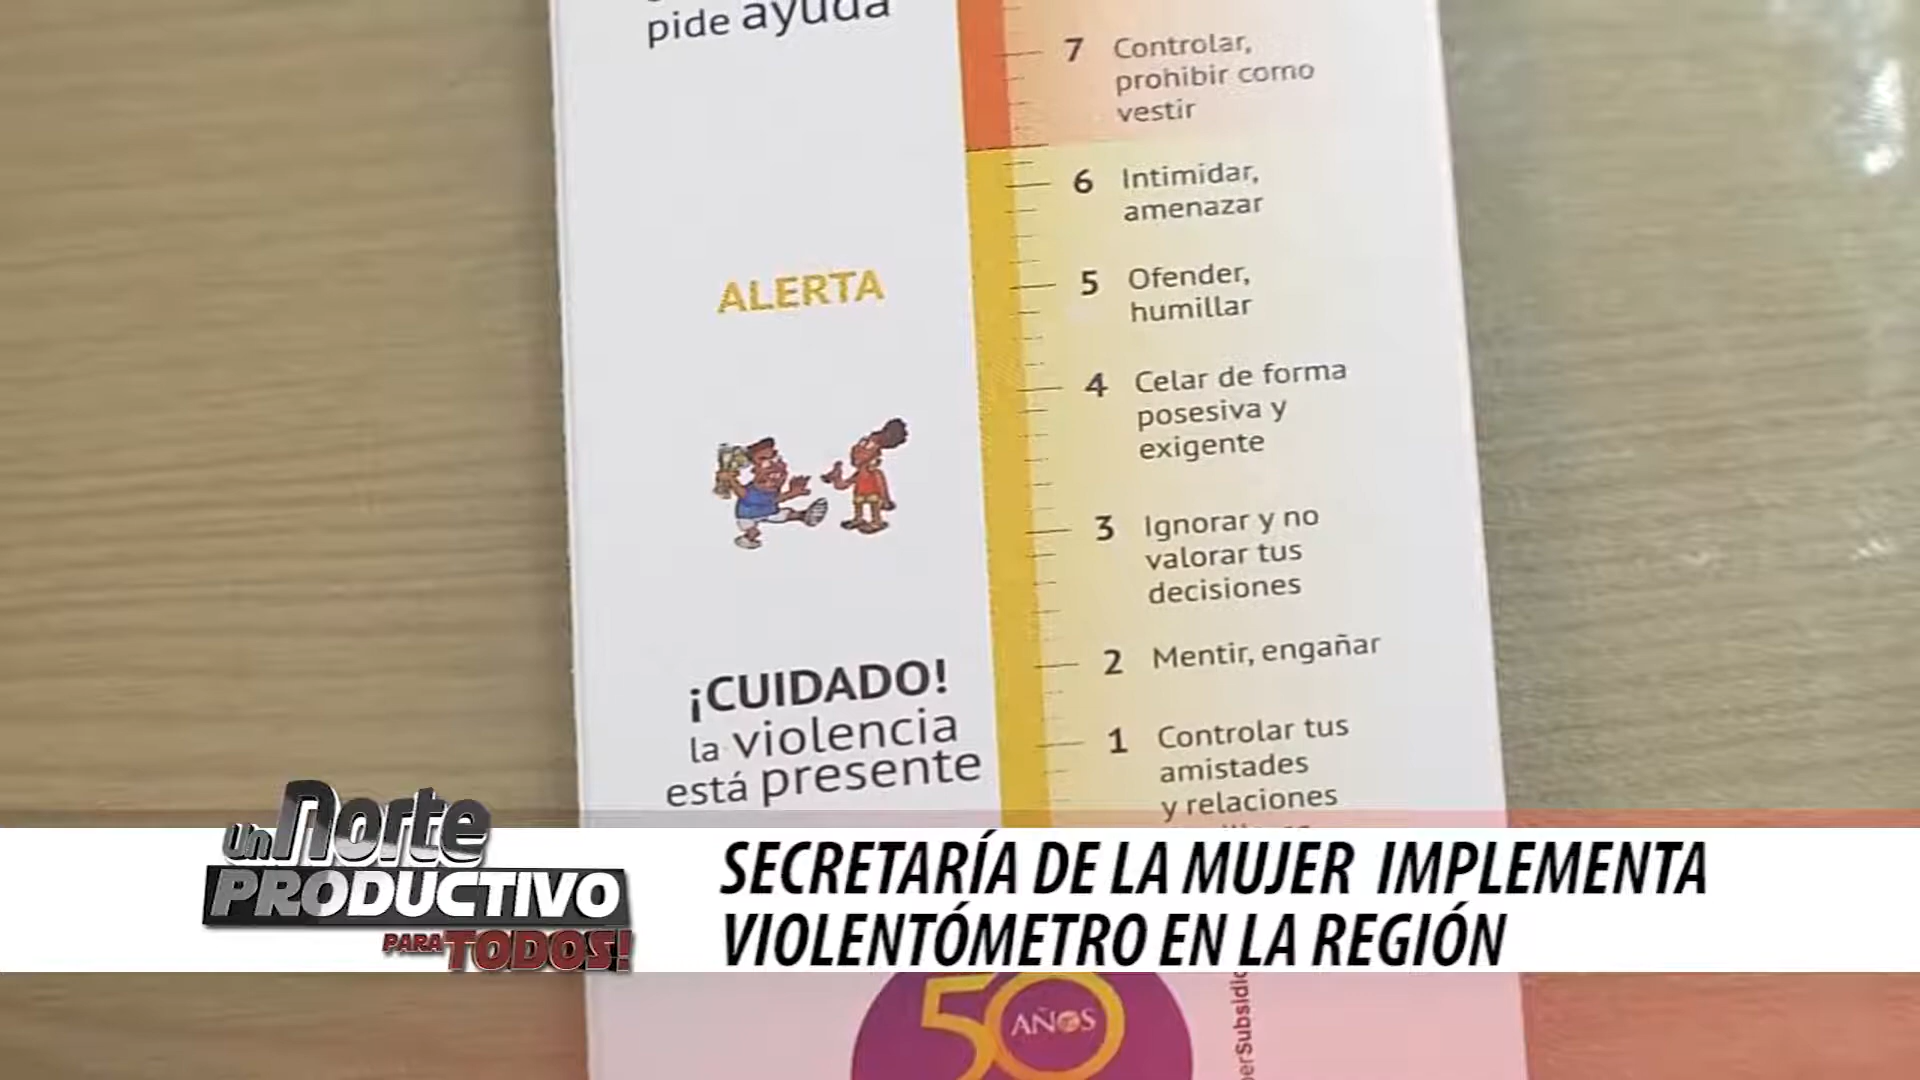 pide ayuda
7 Controlar,
prohibir como
vestir
6 Intimidar,
amenazar
5 Ofender,
humillar
ALERTA
4 Celar de forma
posesiva y
exigente
3 Ignorar y no
valorar tus
decisiones
2 Mentir, engañar
¡CUIDADO!
la violencia
está presente
1 Controlar tus
amistades
y relaciones
un Norte
PRODUCTIVO
PARA TODOS!
SECRETARÍA DE LA MUJER IMPLEMENTA
VIOLENTÓMETRO EN LA REGIÓN
50
AÑOS